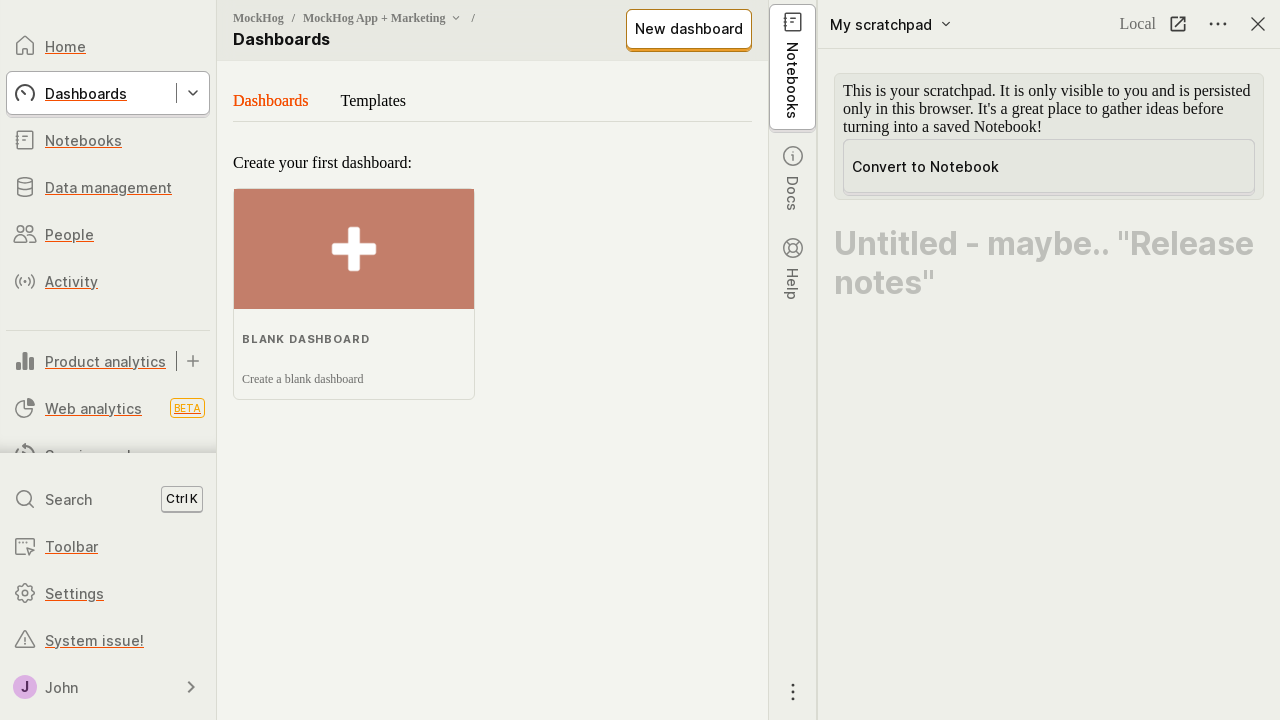 Home
Dashboards
Notebooks
Data management
People
Activity
Product analytics
Web analytics
BETA
Search
Ctrl K
Toolbar
Settings
System issue!
J
John
MockHog / MockHog App + Marketing /
Dashboards
New dashboard
Dashboards
Templates
Create your first dashboard:
BLANK DASHBOARD
Create a blank dashboard
Notebooks
Docs
Help
My scratchpad
Local
This is your scratchpad. It is only visible to you and is persisted
only in this browser. It's a great place to gather ideas before
turning into a saved Notebook!
Convert to Notebook
Untitled - maybe.. "Release
notes"